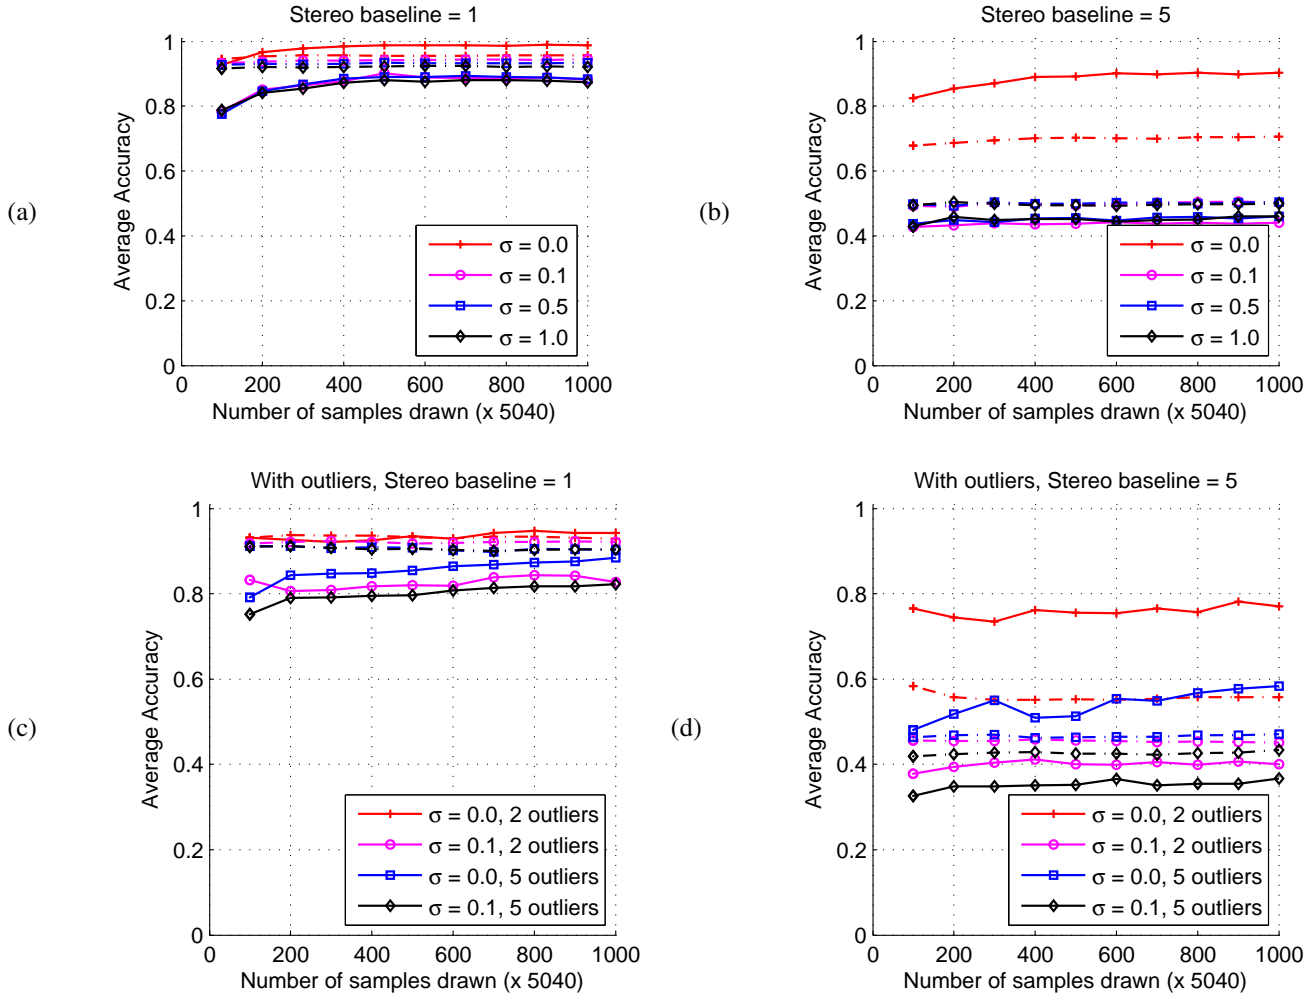 (a)
Stereo baseline = 1
Average Accuracy
1
0.8
0.6
0.4
0.2
0
0 200 400 600 800 1000
Number of samples drawn (x 5040)
σ = 0.0
σ = 0.1
σ = 0.5
σ = 1.0
(b)
Stereo baseline = 5
Average Accuracy
1
0.8
0.6
0.4
0.2
0
0 200 400 600 800 1000
Number of samples drawn (x 5040)
σ = 0.0
σ = 0.1
σ = 0.5
σ = 1.0
(c)
With outliers, Stereo baseline = 1
Average Accuracy
1
0.8
0.6
0.4
0.2
0
0 200 400 600 800 1000
Number of samples drawn (x 5040)
σ = 0.0, 2 outliers
σ = 0.1, 2 outliers
σ = 0.0, 5 outliers
σ = 0.1, 5 outliers
(d)
With outliers, Stereo baseline = 5
Average Accuracy
1
0.8
0.6
0.4
0.2
0
0 200 400 600 800 1000
Number of samples drawn (x 5040)
σ = 0.0, 2 outliers
σ = 0.1, 2 outliers
σ = 0.0, 5 outliers
σ = 0.1, 5 outliers